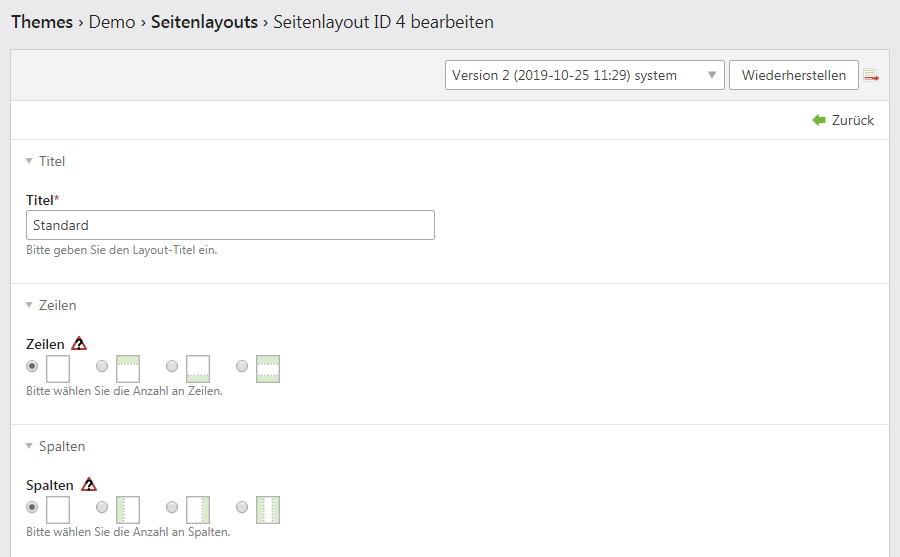 Themes › Demo › Seitenlayouts › Seitenlayout ID 4 bearbeiten
Version 2 (2019-10-25 11:29) system Wiederherstellen
Zurück
Titel
Titel*
Standard
Bitte geben Sie den Layout-Titel ein.
Zeilen
Zeilen ?
Bitte wählen Sie die Anzahl an Zeilen.
Spalten
Spalten ?
Bitte wählen Sie die Anzahl an Spalten.